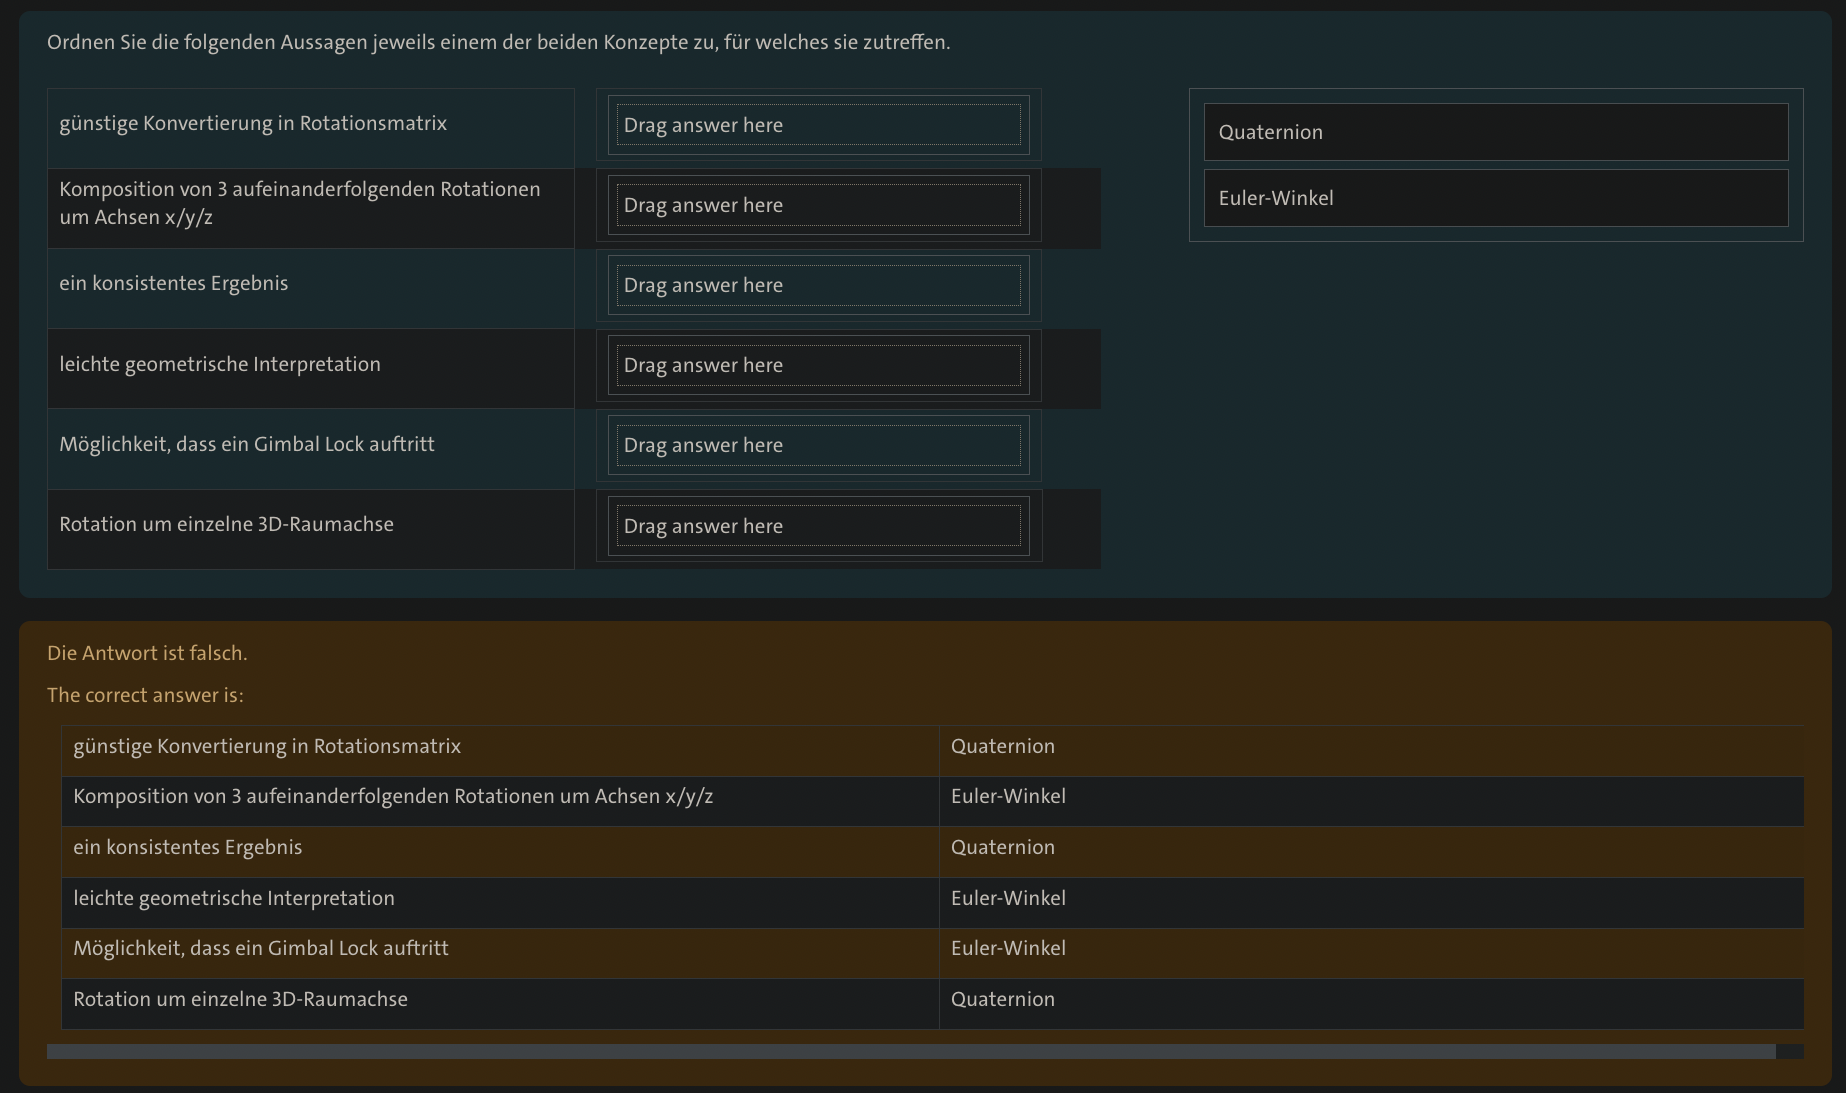 Ordnen Sie die folgenden Aussagen jeweils einem der beiden Konzepte zu, für welches sie zutreffen.
günstige Konvertierung in Rotationsmatrix
Drag answer here
Komposition von 3 aufeinanderfolgenden Rotationen
um Achsen x/y/z
Drag answer here
ein konsistentes Ergebnis
Drag answer here
leichte geometrische Interpretation
Drag answer here
Möglichkeit, dass ein Gimbal Lock auftritt
Drag answer here
Rotation um einzelne 3D-Raumachse
Drag answer here
Quaternion
Euler-Winkel
Die Antwort ist falsch.
The correct answer is:
günstige Konvertierung in Rotationsmatrix
Quaternion
Komposition von 3 aufeinanderfolgenden Rotationen um Achsen x/y/z
Euler-Winkel
ein konsistentes Ergebnis
Quaternion
leichte geometrische Interpretation
Euler-Winkel
Möglichkeit, dass ein Gimbal Lock auftritt
Euler-Winkel
Rotation um einzelne 3D-Raumachse
Quaternion